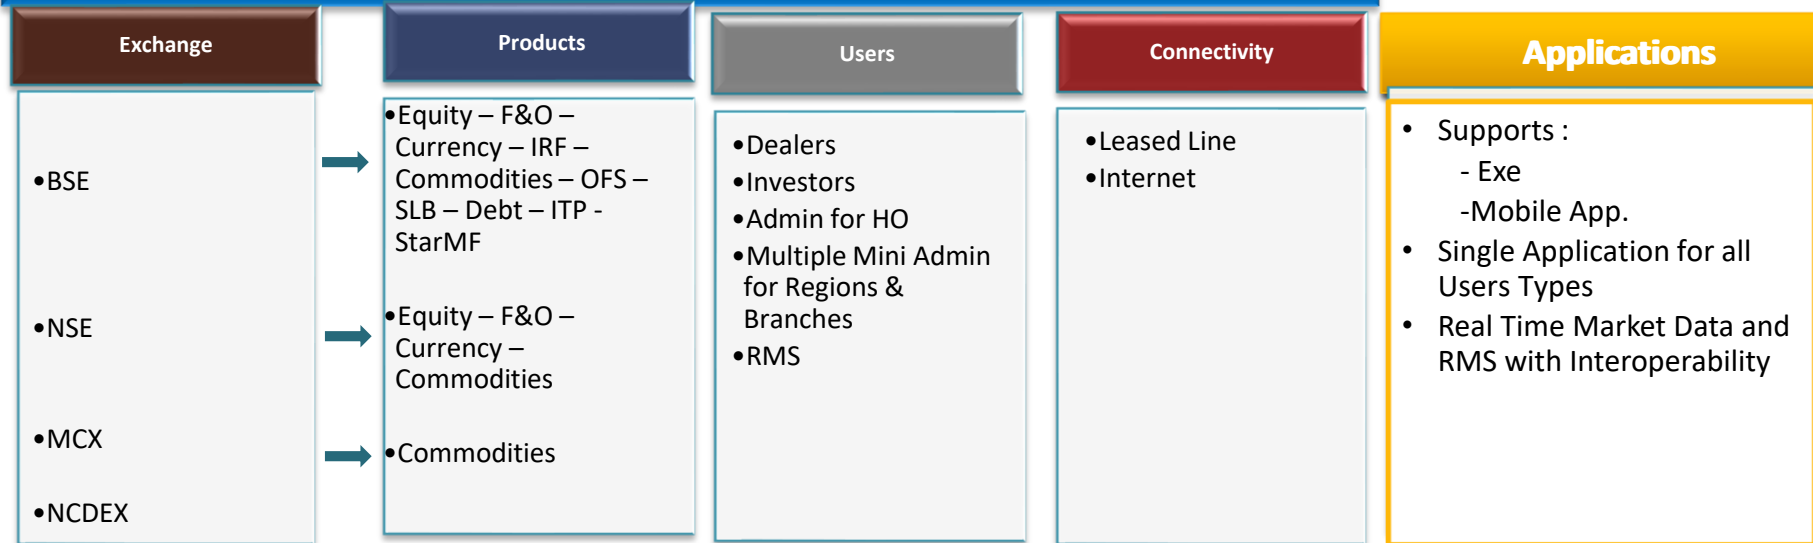 Exchange
•BSE
•NSE
•MCX
•NCDEX
Products
•Equity – F&O –
Currency – IRF –
Commodities – OFS –
SLB – Debt – ITP -
StarMF
•Equity – F&O –
Currency –
Commodities
•Commodities
Users
•Dealers
•Investors
•Admin for HO
•Multiple Mini Admin
for Regions &
Branches
•RMS
Connectivity
•Leased Line
•Internet
Applications
• Supports :
- Exe
-Mobile App.
• Single Application for all
Users Types
• Real Time Market Data and
RMS with Interoperability